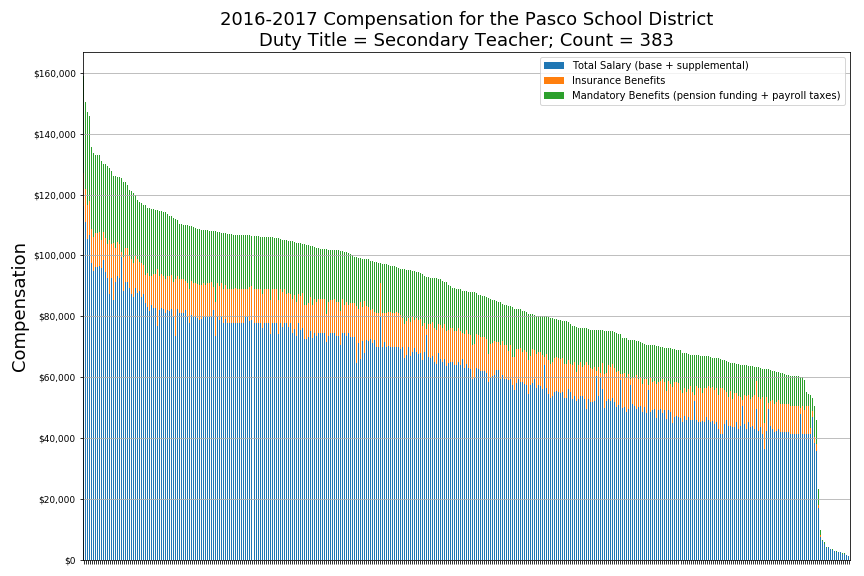 2016-2017 Compensation for the Pasco School District
Duty Title = Secondary Teacher; Count = 383
Total Salary (base + supplemental)
Insurance Benefits
Mandatory Benefits (pension funding + payroll taxes)
$160,000
$140,000
$120,000
$100,000
$80,000
$60,000
$40,000
$20,000
$0
Compensation